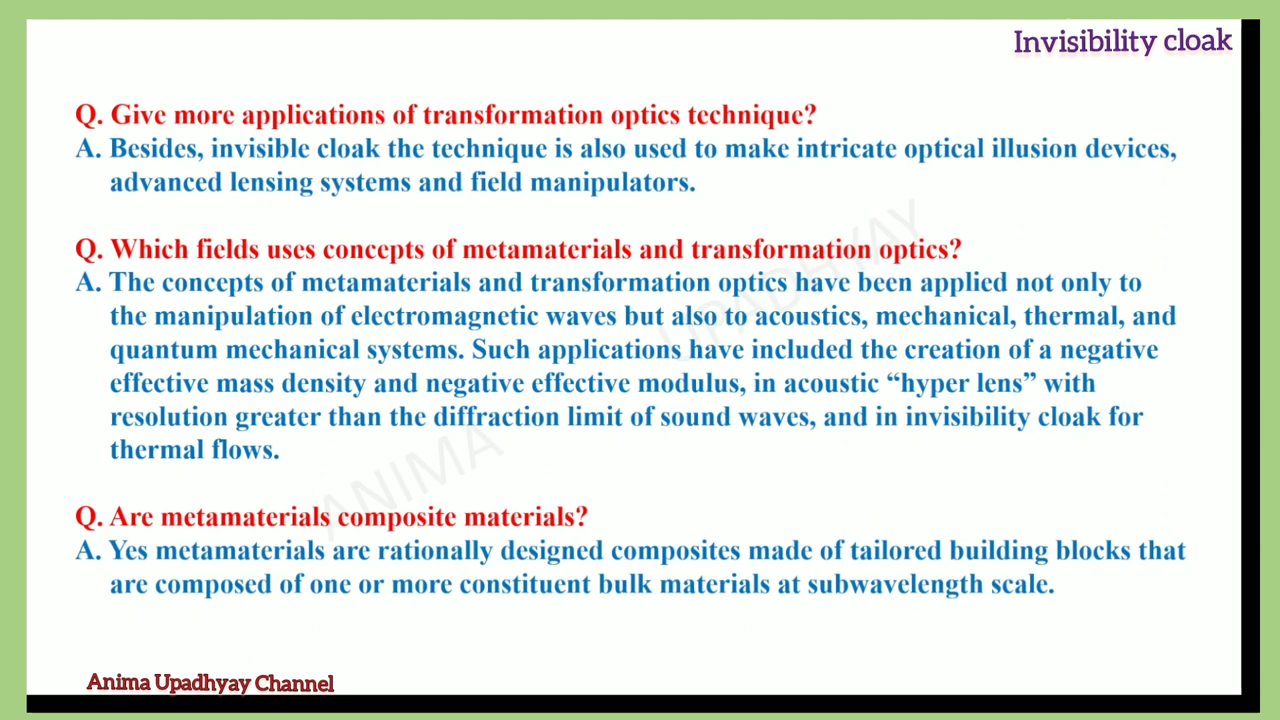 Invisibility cloak
Q. Give more applications of transformation optics technique?
A. Besides, invisible cloak the technique is also used to make intricate optical illusion devices,
advanced lensing systems and field manipulators.
Q. Which fields uses concepts of metamaterials and transformation optics?
A. The concepts of metamaterials and transformation optics have been applied not only to
the manipulation of electromagnetic waves but also to acoustics, mechanical, thermal, and
quantum mechanical systems. Such applications have included the creation of a negative
effective mass density and negative effective modulus, in acoustic “hyper lens” with
resolution greater than the diffraction limit of sound waves, and in invisibility cloak for
thermal flows.
Q. Are metamaterials composite materials?
A. Yes metamaterials are rationally designed composites made of tailored building blocks that
are composed of one or more constituent bulk materials at subwavelength scale.
ANIMA UPADHYAY
Anima Upadhyay Channel